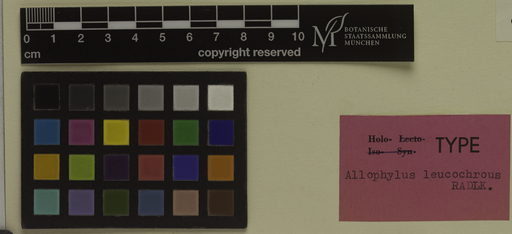 0 1 2 3 4 5 6 7 8 9 10
cm copyright reserved
M BOTANISCHE
STAATSSAMMLUNG
MÜNCHEN
Holo- Lecto-
Iso- Syn- TYPE
Allophylus leucochrous
RADLK.